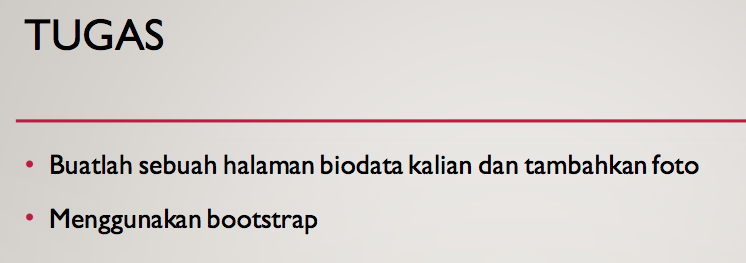 TUGAS
• Buatlah sebuah halaman biodata kalian dan tambahkan foto
• Menggunakan bootstrap